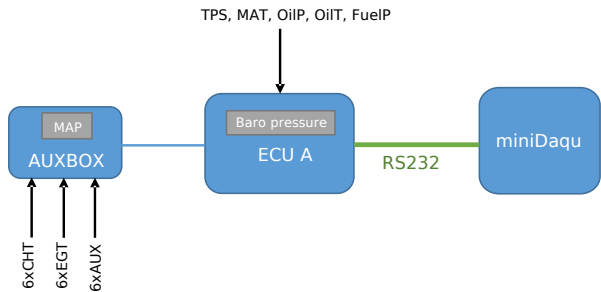 TPS, MAT, OilP, OilT, FuelP
MAP
AUXBOX
Baro pressure
ECU A
RS232
miniDaqu
6xCHT
6xEGT
6xAUX